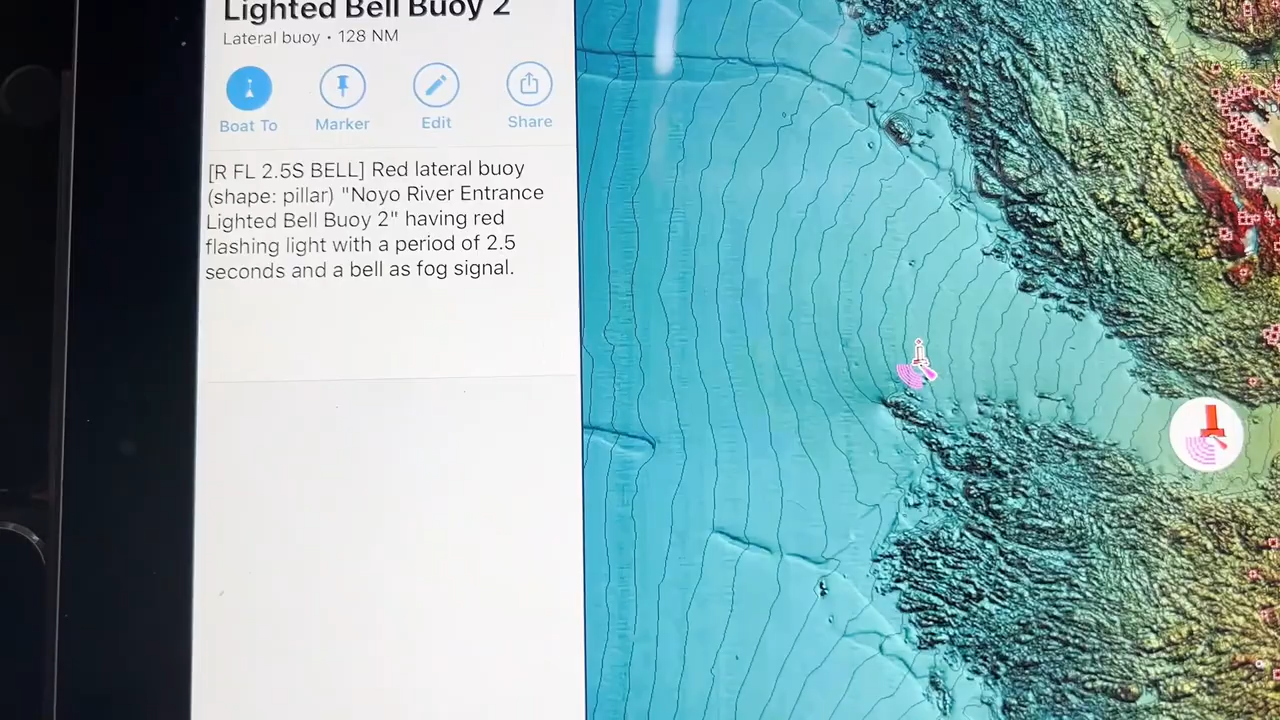 Lighted Bell Buoy 2
Lateral buoy • 128 NM
Boat To
Marker
Edit
Share
[R FL 2.5S BELL] Red lateral buoy
(shape: pillar) "Noyo River Entrance
Lighted Bell Buoy 2" having red
flashing light with a period of 2.5
seconds and a bell as fog signal.